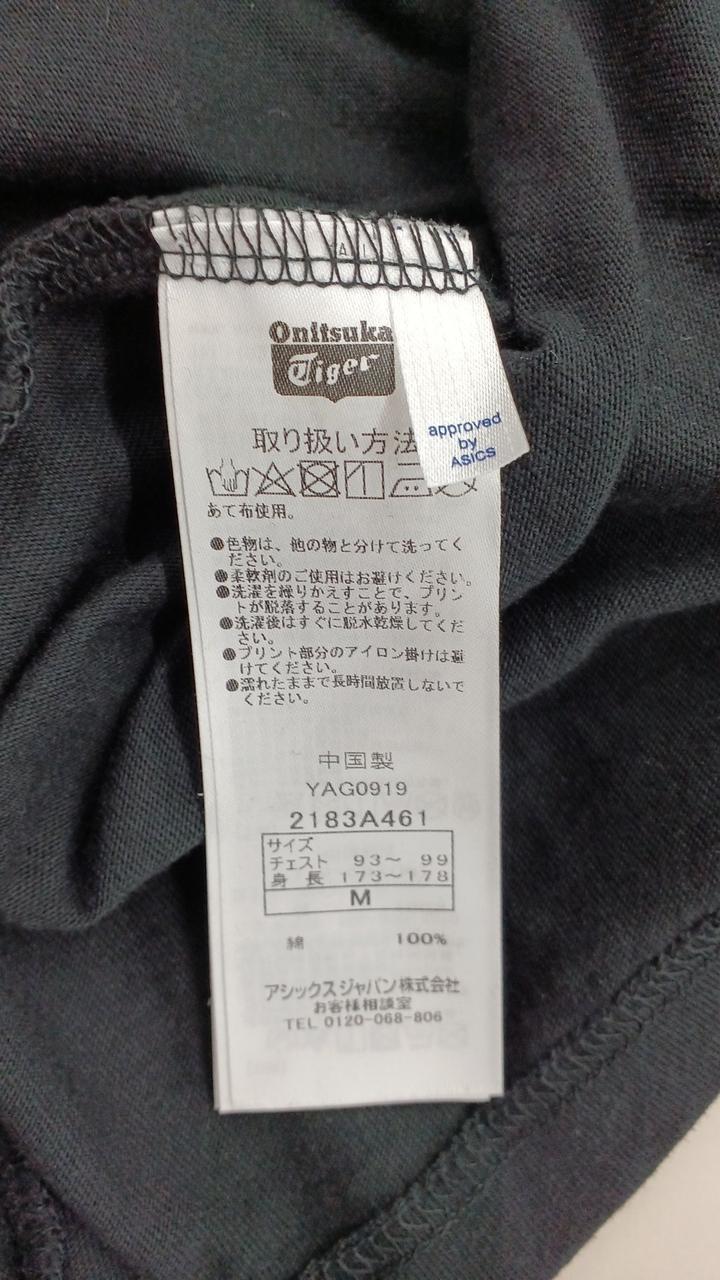 Onitsuka
Tiger
approved
by
ASICS
取り扱い方法
あて布使用。
●色物は、他の物と分けて洗ってく
ださい。
●柔軟剤のご使用はお避けください。
●洗濯を繰りかえすことで、プリン
トが脱落することがあります。
●洗濯後はすぐに脱水乾燥してくだ
さい。
●プリント部分のアイロン掛けは避
けてください。
●濡れたままで長時間放置しないで
ください。
中国製
YAG0919
2183A461
サイズ
チェスト 93～ 99
身長 173～178
M
綿 100%
アシックスジャパン株式会社
お客様相談室
TEL 0120-068-806